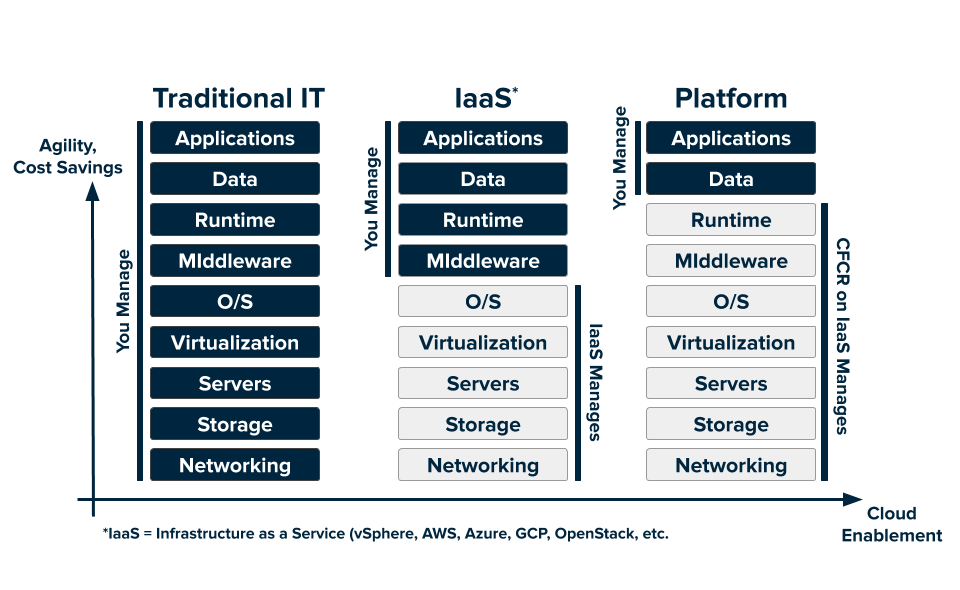 Traditional IT
IaaS*
Platform
Agility,
Cost Savings
You Manage
Applications
Data
Runtime
MIddleware
O/S
Virtualization
Servers
Storage
Networking
You Manage
Applications
Data
Runtime
MIddleware
O/S
Virtualization
Servers
Storage
Networking
IaaS Manages
You Manage
Applications
Data
Runtime
MIddleware
O/S
Virtualization
Servers
Storage
Networking
CFCR on IaaS Manages
Cloud
Enablement
*IaaS = Infrastructure as a Service (vSphere, AWS, Azure, GCP, OpenStack, etc.